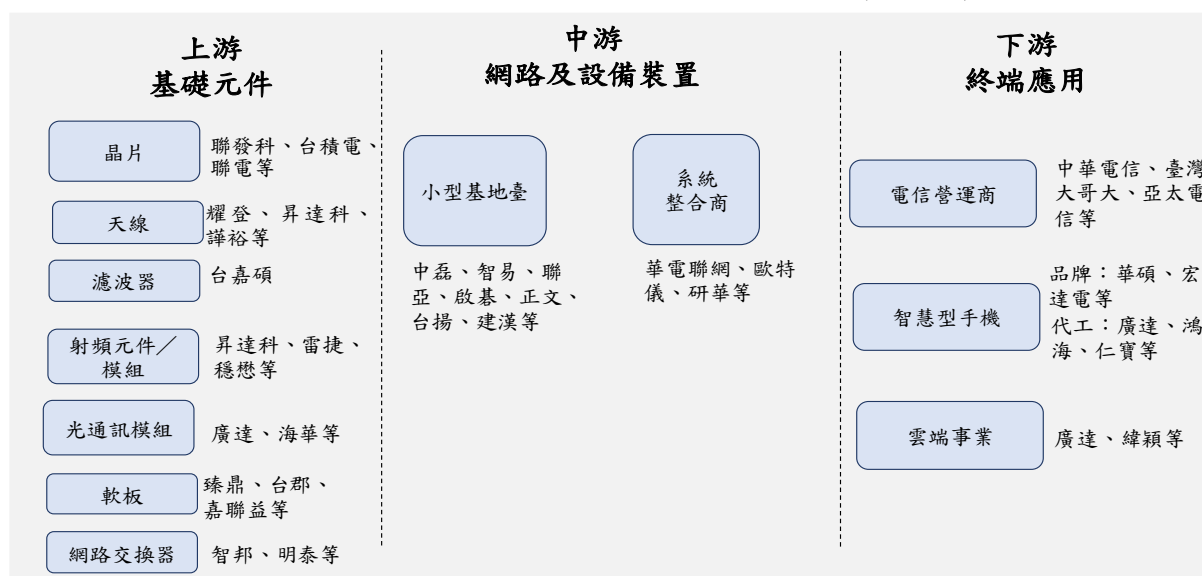 上游
基礎元件
晶片
聯發科、台積電、
聯電等
天線
耀登、昇達科、
譁裕等
濾波器
台嘉碩
射頻元件／
模組
昇達科、雷捷、
穩懋等
光通訊模組
廣達、海華等
軟板
臻鼎、台郡、
嘉聯益等
網路交換器
智邦、明泰等
中游
網路及設備裝置
小型基地臺
中磊、智易、聯
亞、啟碁、正文、
台揚、建漢等
系統
整合商
華電聯網、歐特
儀、研華等
下游
終端應用
電信營運商
中華電信、臺灣
大哥大、亞太電
信等
智慧型手機
品牌：華碩、宏
達電等
代工：廣達、鴻
海、仁寶等
雲端事業
廣達、緯穎等